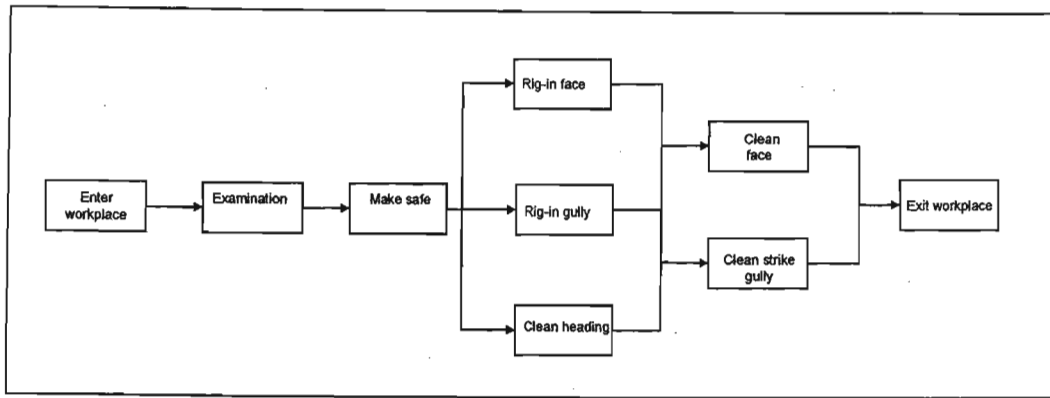 Enter
workplace
Examination
Make safe
Rig-in face
Rig-in gully
Clean heading
Clean
face
Clean strike
gully
Exit workplace